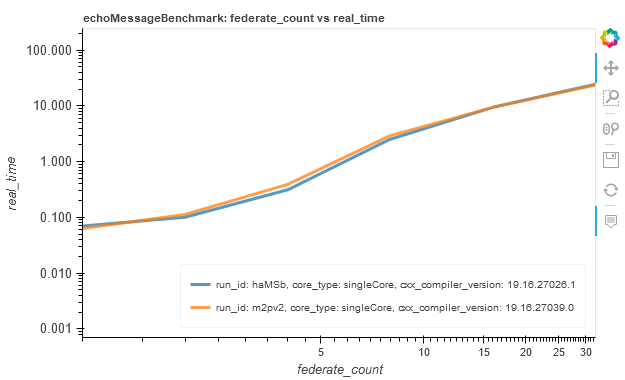 echoMessageBenchmark: federate_count vs real_time
100.000
10.000
1.000
0.100
0.010
0.001
real_time
run_id: haMSb, core_type: singleCore, cxx_compiler_version: 19.16.27026.1
run_id: m2pv2, core_type: singleCore, cxx_compiler_version: 19.16.27039.0
5 10 15 20 25 30
federate_count